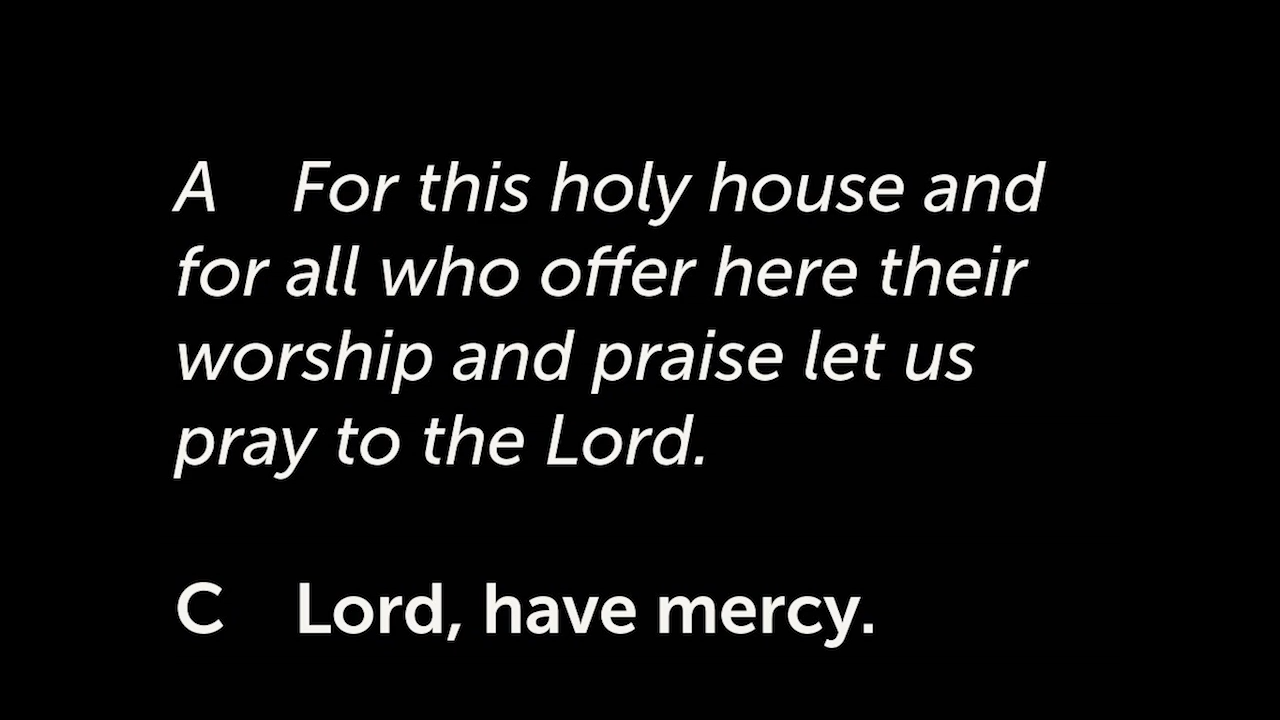 A For this holy house and
for all who offer here their
worship and praise let us
pray to the Lord.
C Lord, have mercy.